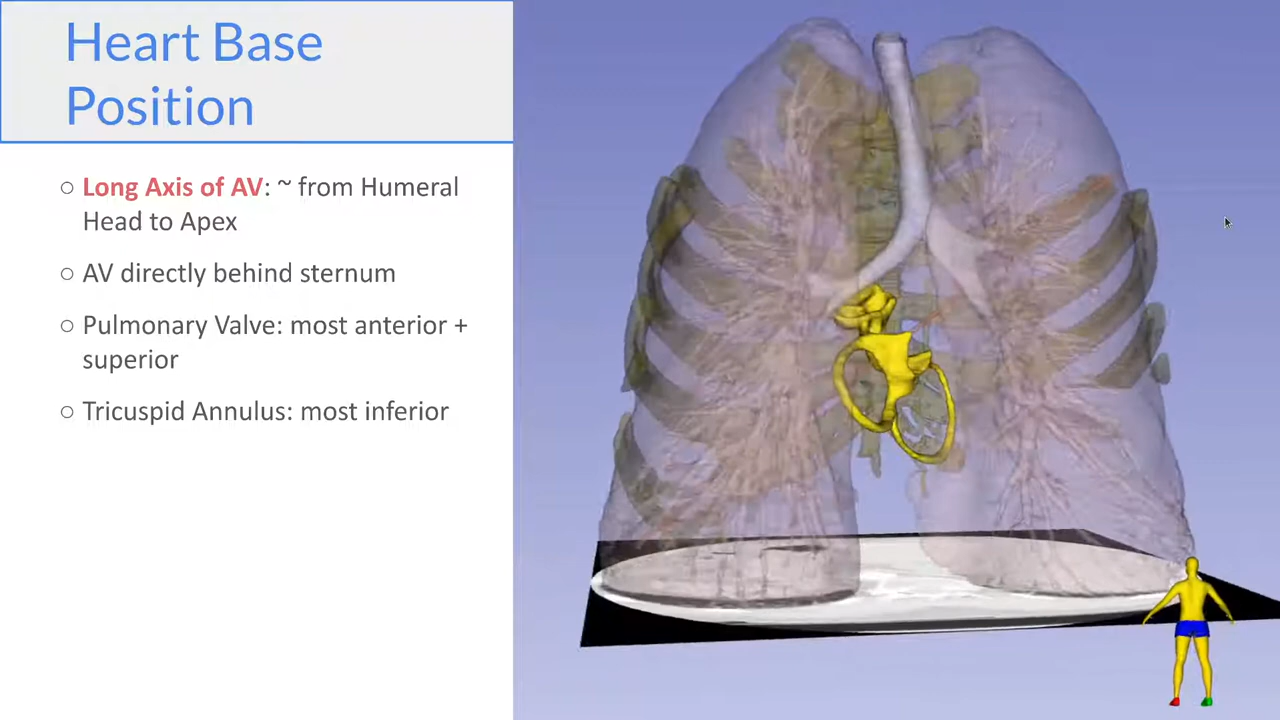 Heart Base
Position
○ Long Axis of AV: ~ from Humeral
Head to Apex
○ AV directly behind sternum
○ Pulmonary Valve: most anterior +
superior
○ Tricuspid Annulus: most inferior